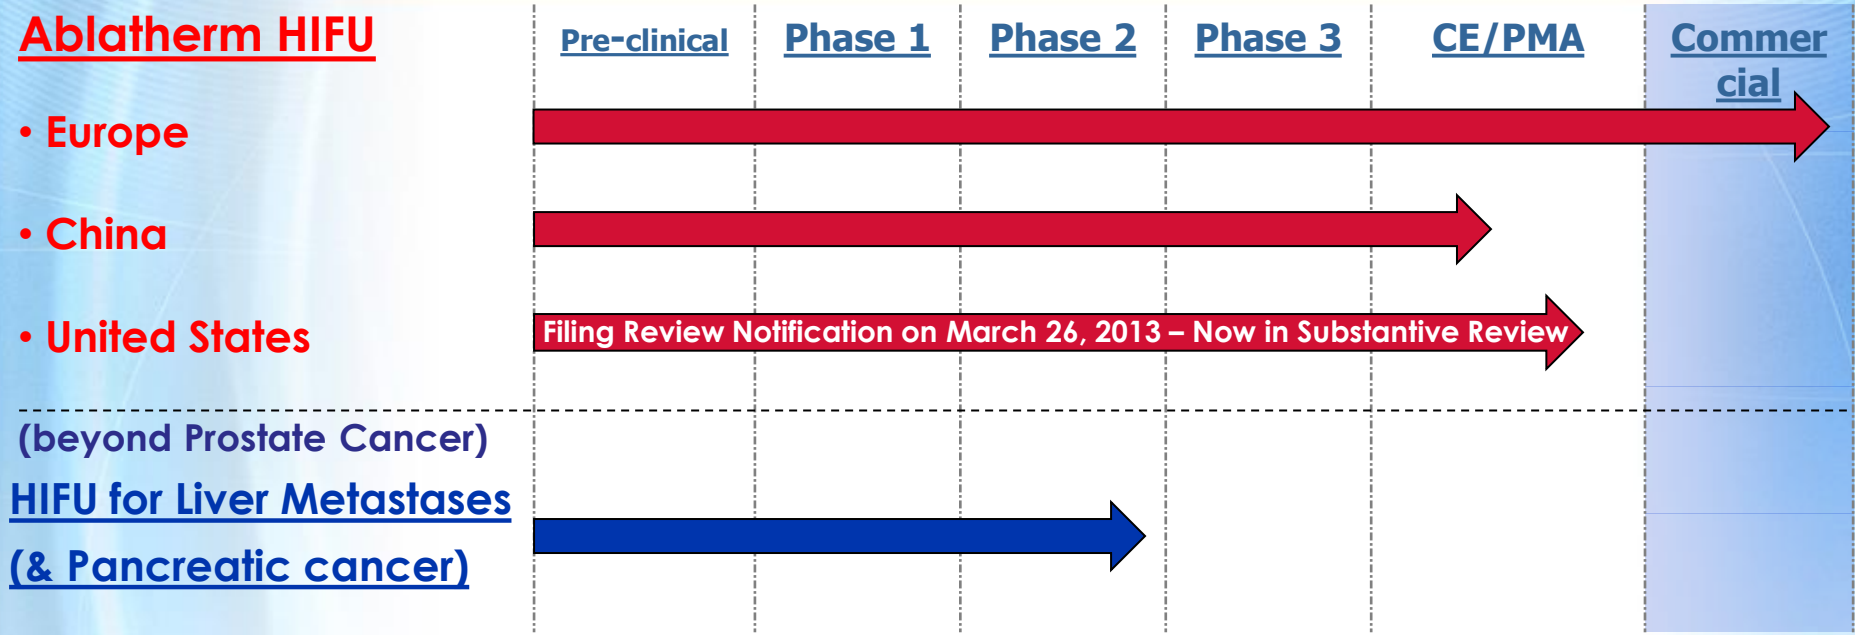 Ablatherm HIFU
Pre-clinical
Phase 1
Phase 2
Phase 3
CE/PMA
Commer
cial
• Europe
• China
• United States
Filing Review Notification on March 26, 2013 – Now in Substantive Review
(beyond Prostate Cancer)
HIFU for Liver Metastases
(& Pancreatic cancer)